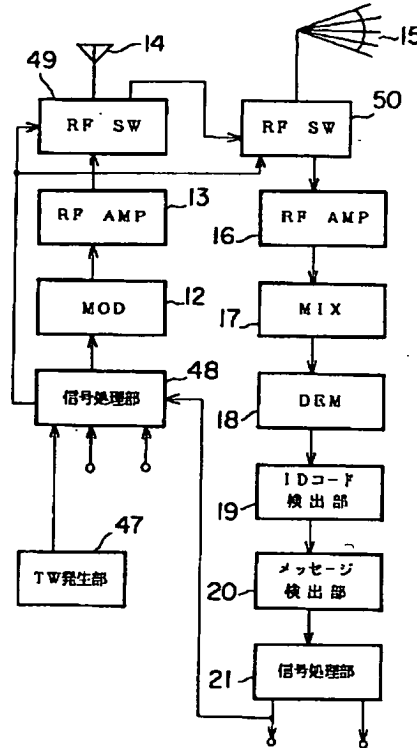 14
15
49
50
RF SW
RF SW
13
RF AMP
RF AMP
16
12
MOD
MIX
17
48
信号処理部
DEM
18
IDコード
検出部
19
47
TW発生部
メッセージ
検出部
20
21
信号処理部